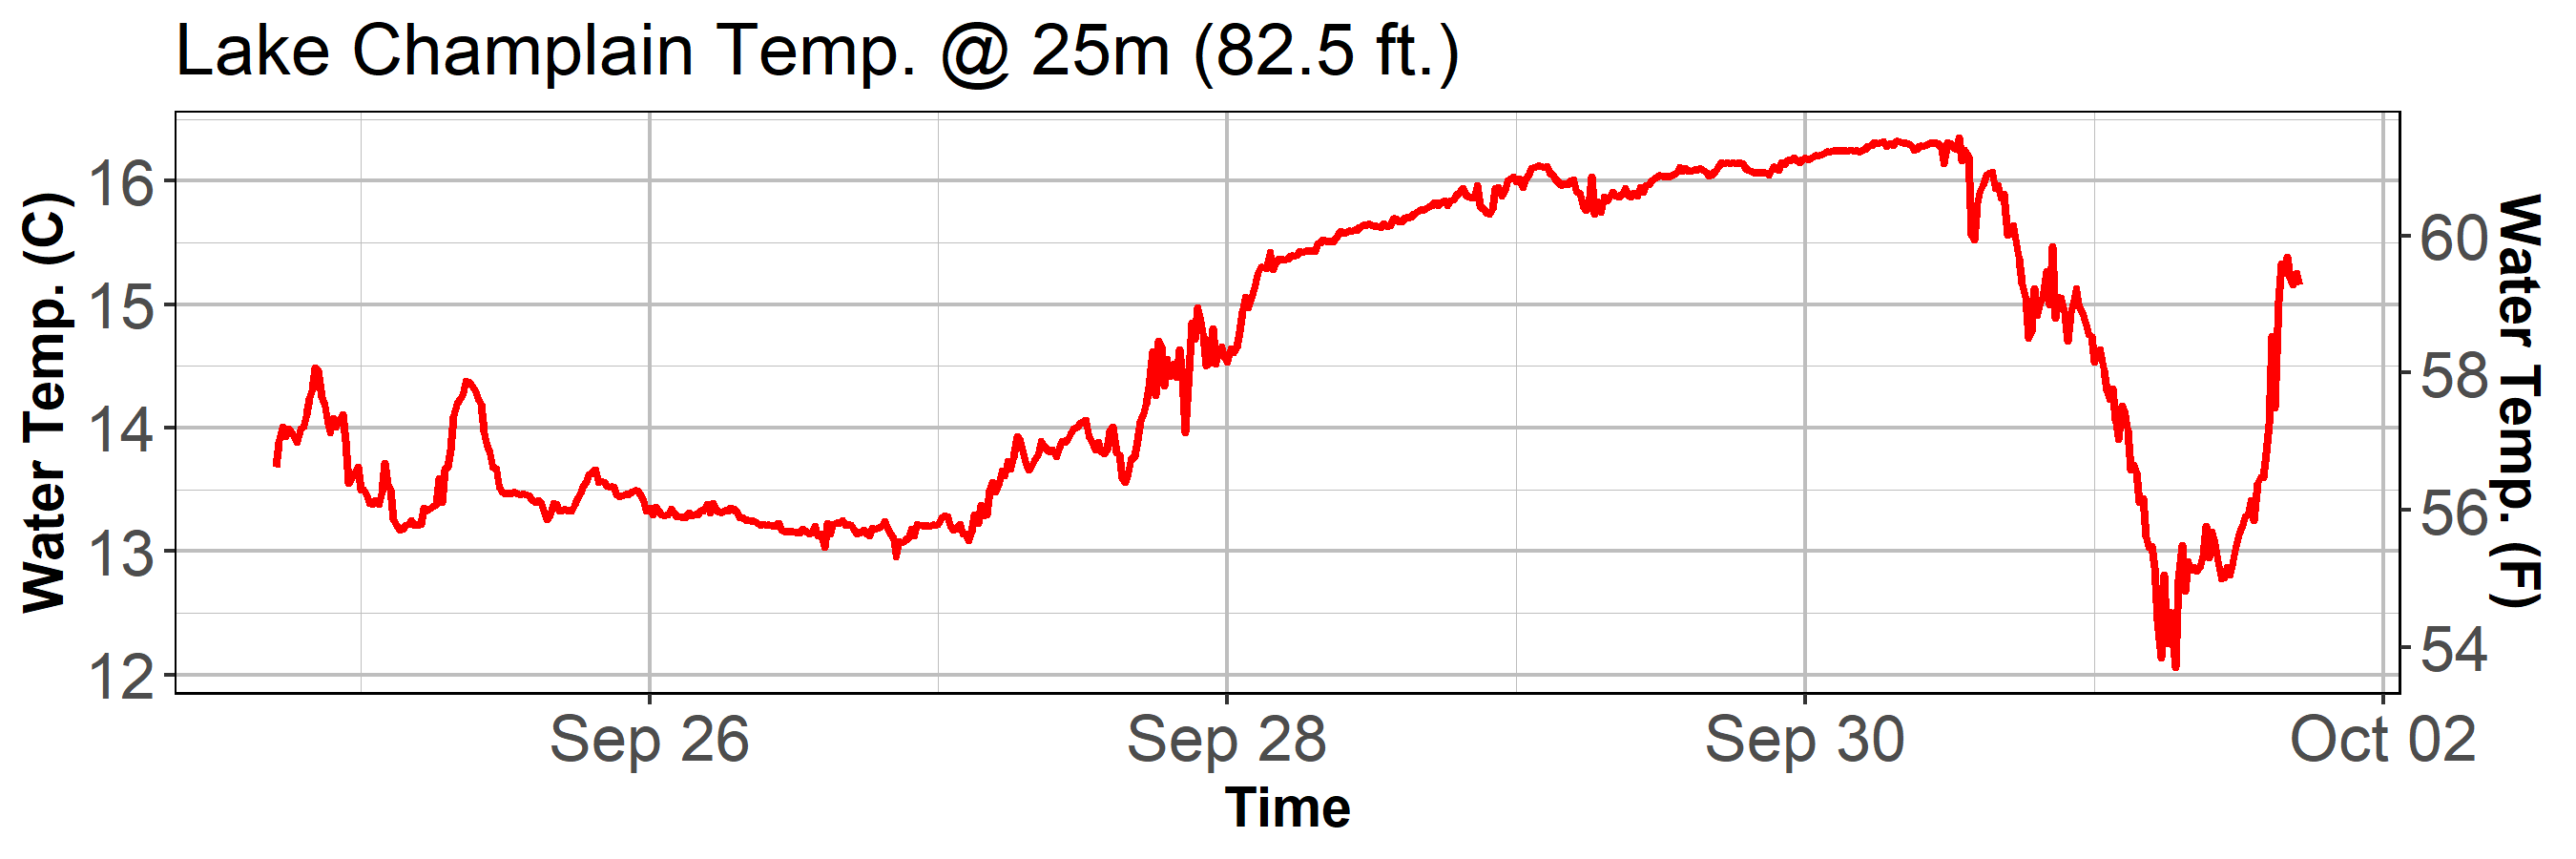 Lake Champlain Temp. @ 25m (82.5 ft.)
Water Temp. (C)
16
15
14
13
12
60
58
56
54
Water Temp. (F)
Sep 26 Sep 28 Sep 30 Oct 02
Time